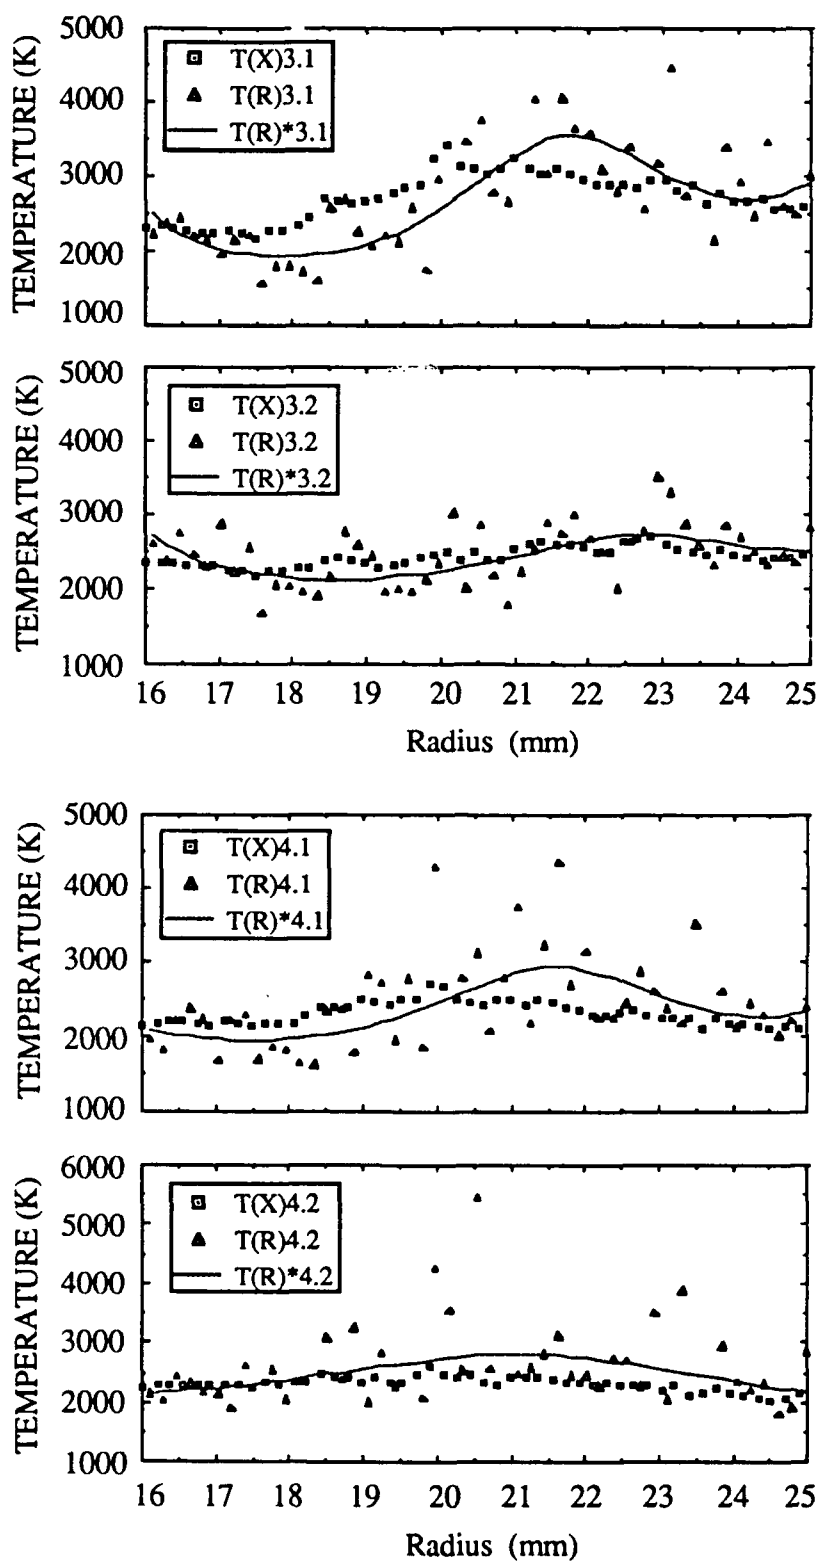 5000
4000
3000
2000
1000
TEMPERATURE (K)
T(X)3.1
T(R)3.1
T(R)*3.1
5000
4000
3000
2000
1000
TEMPERATURE (K)
T(X)3.2
T(R)3.2
T(R)*3.2
16 17 18 19 20 21 22 23 24 25
Radius (mm)
5000
4000
3000
2000
1000
TEMPERATURE (K)
T(X)4.1
T(R)4.1
T(R)*4.1
6000
5000
4000
3000
2000
1000
TEMPERATURE (K)
T(X)4.2
T(R)4.2
T(R)*4.2
16 17 18 19 20 21 22 23 24 25
Radius (mm)